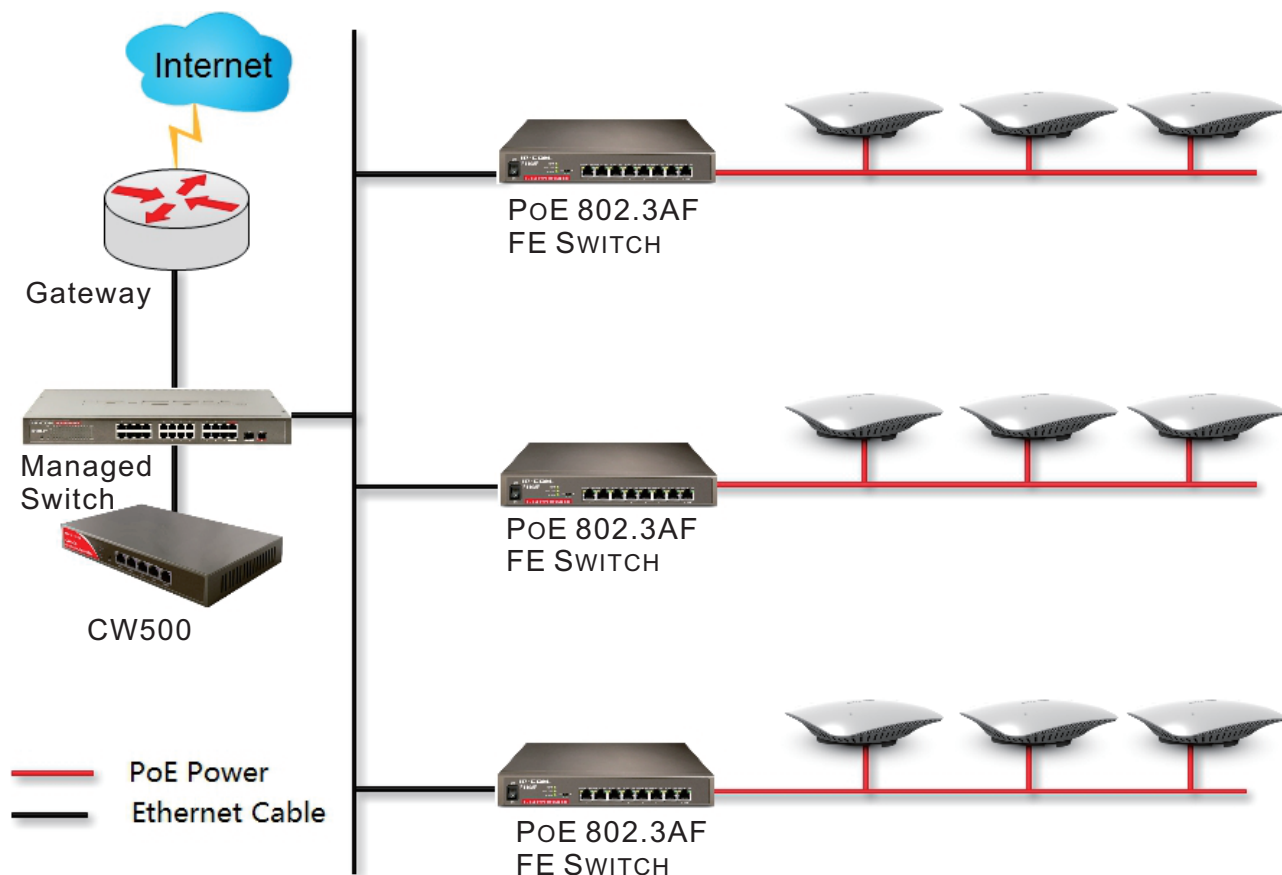 Internet
Gateway
Managed
Switch
CW500
PoE Power
Ethernet Cable
POE 802.3AF
FE SWITCH
POE 802.3AF
FE SWITCH
POE 802.3AF
FE SWITCH